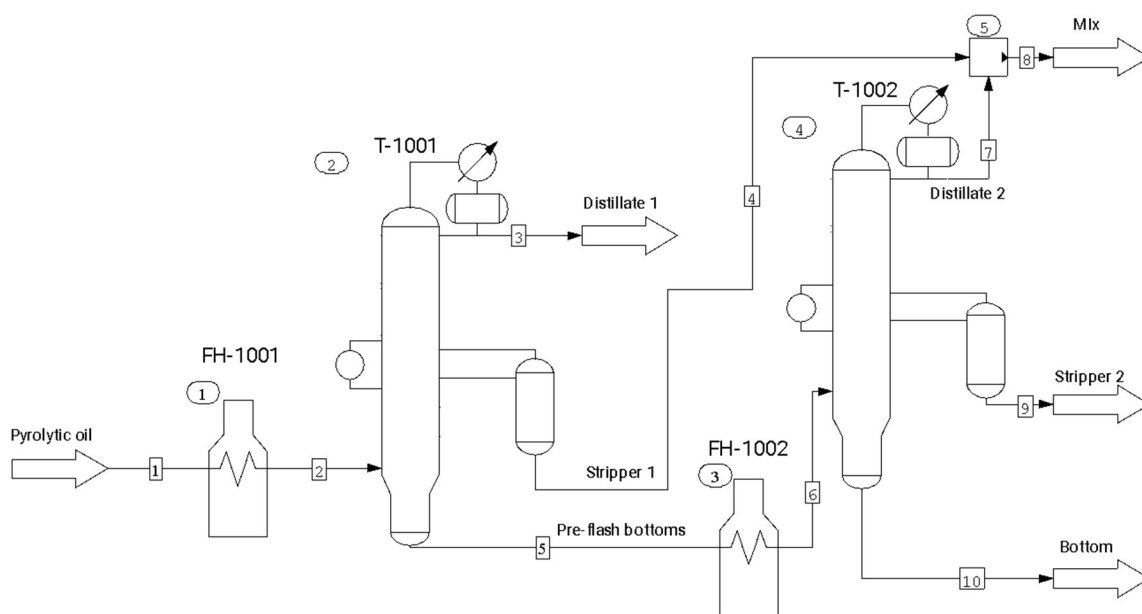 5
MIx
8
T-1002
4
T-1001
2
7
Distillate 2
4
Distillate 1
3
FH-1001
1
Stripper 2
9
Pyrolytic oil
1
2
Stripper 1
FH-1002
3
6
Pre-flash bottoms
5
Bottom
10